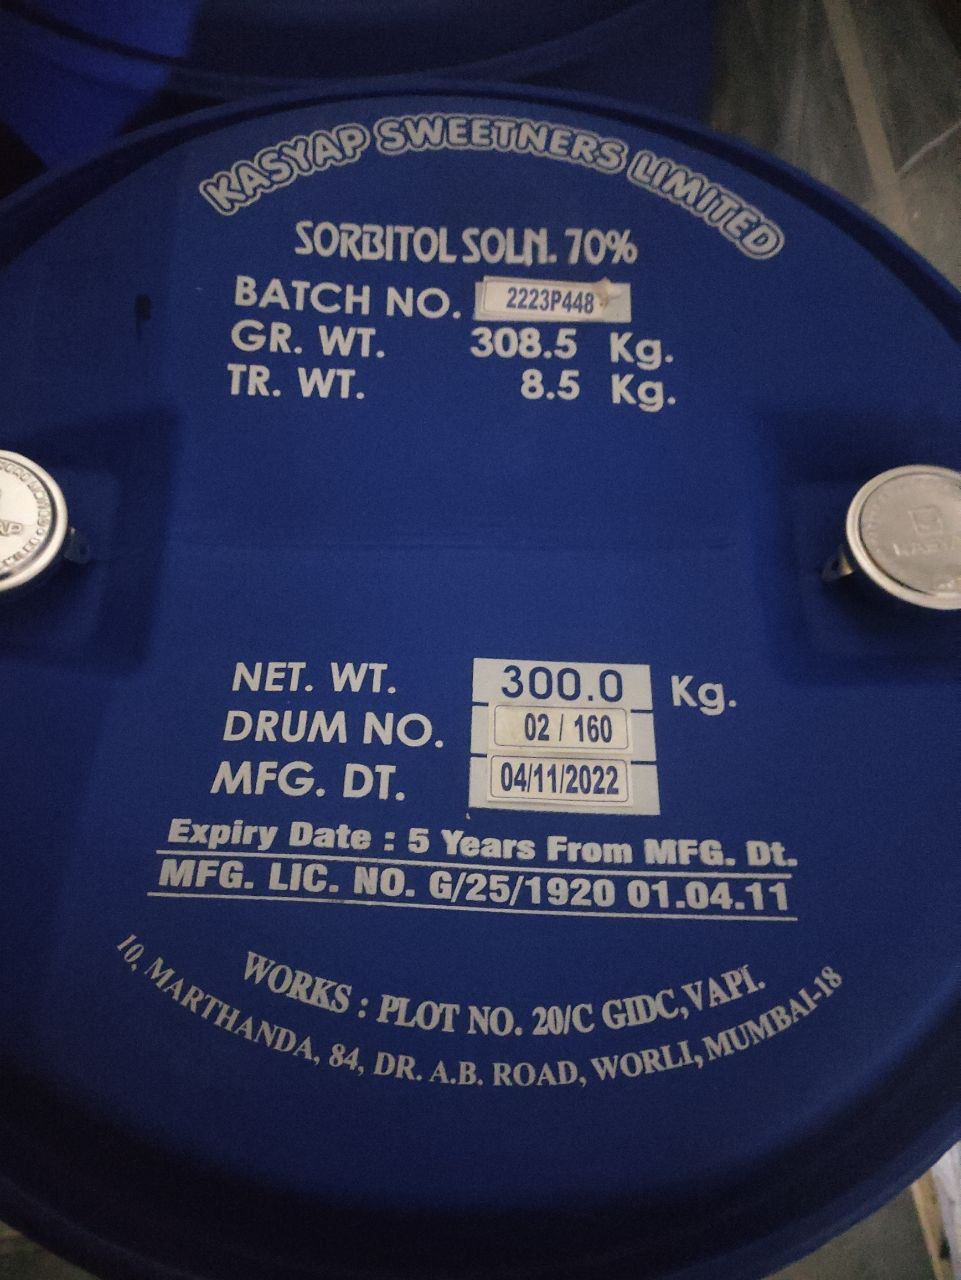 KASYAP SWEETNERS LIMITED
SORBITOL SOLN. 70%
BATCH NO. 2223P448
GR. WT. 308.5 Kg.
TR. WT. 8.5 Kg.
NET. WT. 300.0 Kg.
DRUM NO. 02 / 160
MFG. DT. 04/11/2022
Expiry Date : 5 Years From MFG. Dt.
MFG. LIC. NO. G/25/1920 01.04.11
WORKS : PLOT NO. 20/C GIDC, VAPI.
10, MARTHANDA, 84, DR. A.B. ROAD, WORLI, MUMBAI-18